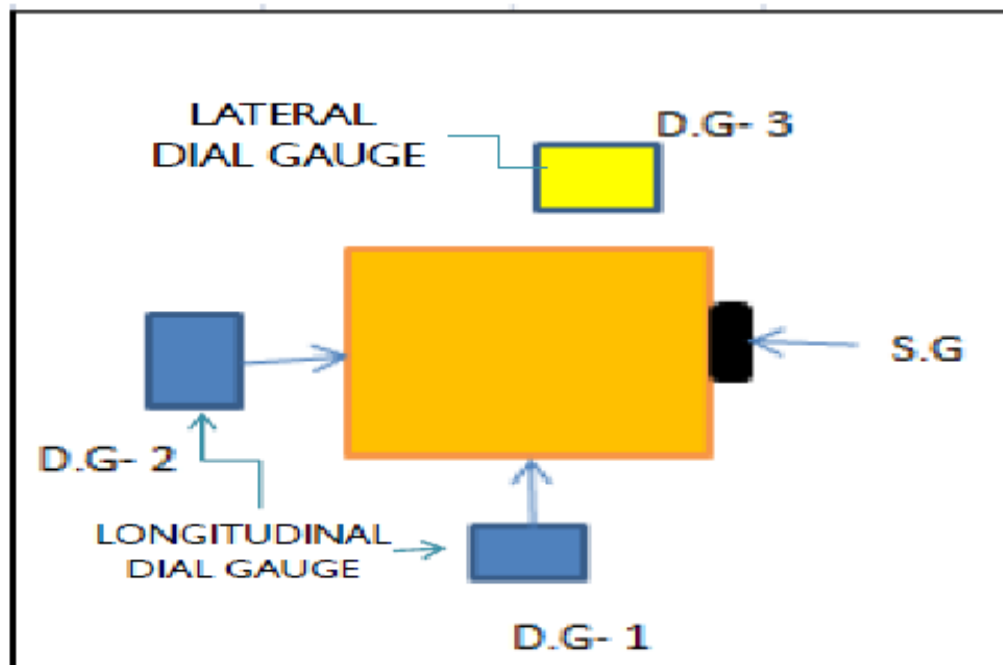 LATERAL
DIAL GAUGE
D.G- 3
S.G
D.G- 2
LONGITUDINAL
DIAL GAUGE
D.G- 1